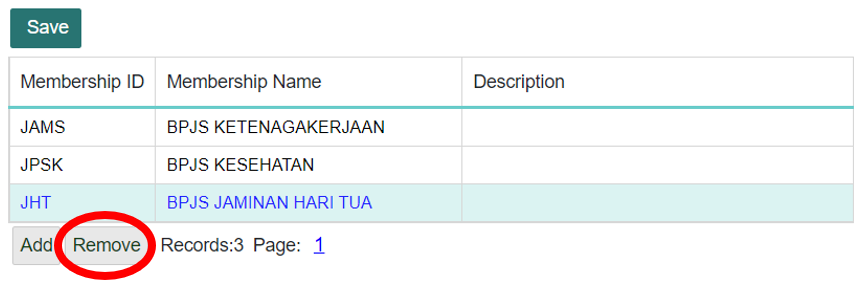 Save
Membership ID Membership Name Description
JAMS BPJS KETENAGAKERJAAN
JPSK BPJS KESEHATAN
JHT BPJS JAMINAN HARI TUA
Add Remove Records:3 Page: 1